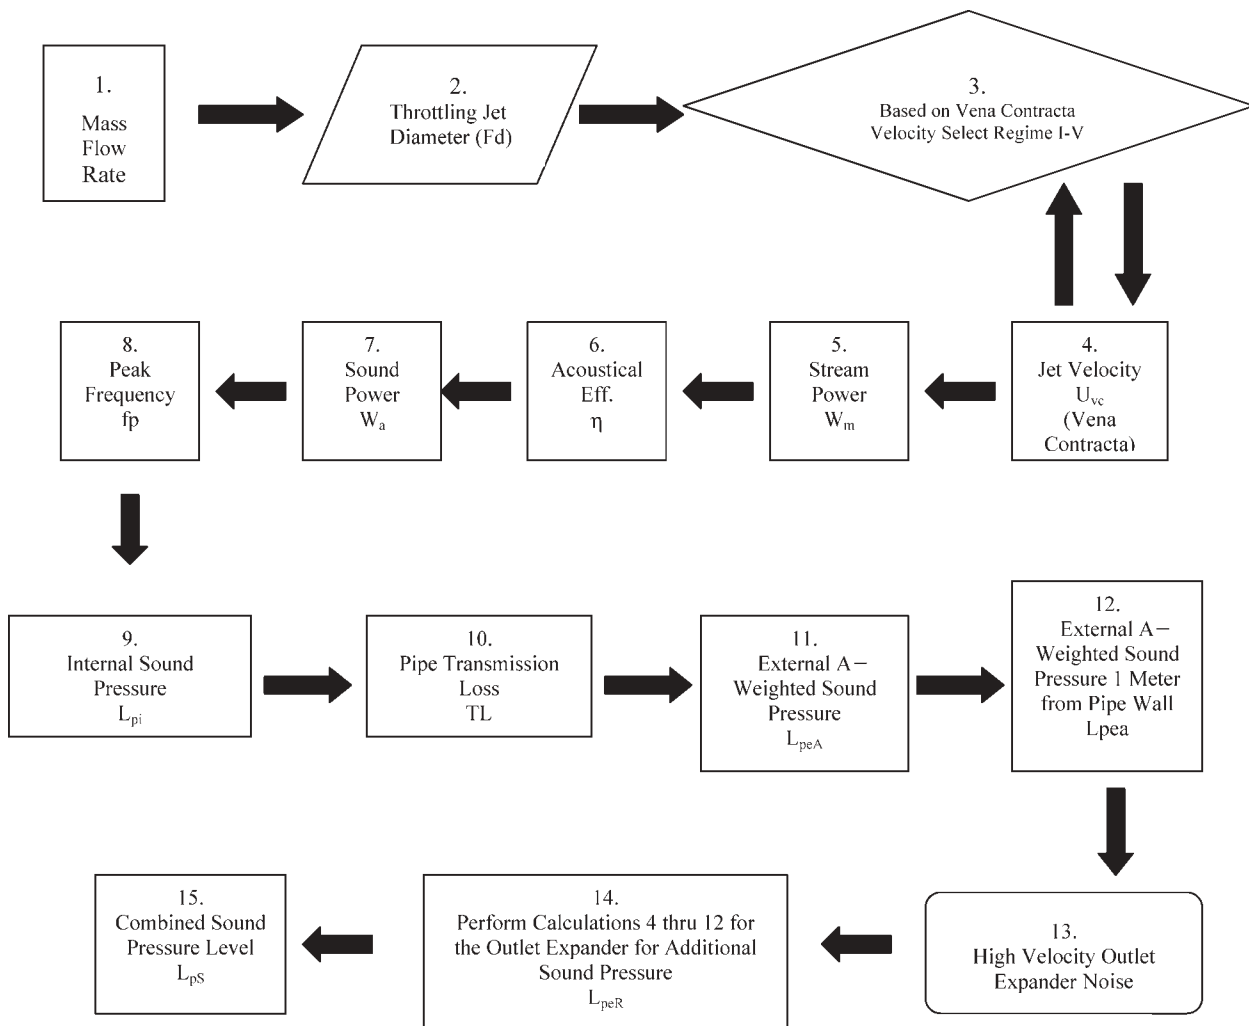 1.
Mass
Flow
Rate
2.
Throttling Jet
Diameter (Fd)
3.
Based on Vena Contracta
Velocity Select Regime I-V
4.
Jet Velocity
Uvc
(Vena
Contracta)
5.
Stream
Power
Wm
6.
Acoustical
Eff.
η
7.
Sound
Power
Wa
8.
Peak
Frequency
fp
9.
Internal Sound
Pressure
Lpi
10.
Pipe Transmission
Loss
TL
11.
External A−
Weighted Sound
Pressure
LpeA
12.
External A−
Weighted Sound
Pressure 1 Meter
from Pipe Wall
Lpea
13.
High Velocity Outlet
Expander Noise
14.
Perform Calculations 4 thru 12 for
the Outlet Expander for Additional
Sound Pressure
LpeR
15.
Combined Sound
Pressure Level
LpS